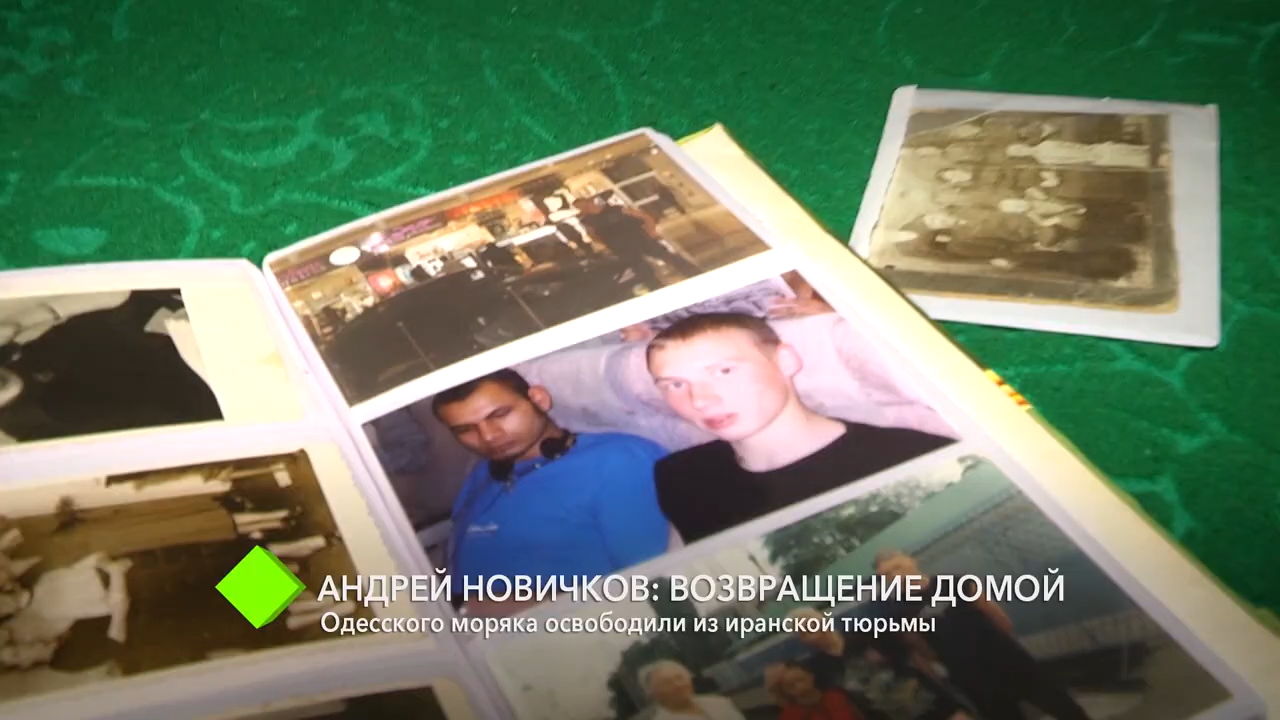 АНДРЕЙ НОВИЧКОВ: ВОЗВРАЩЕНИЕ ДОМОЙ
Одесского моряка освободили из иранской тюрьмы